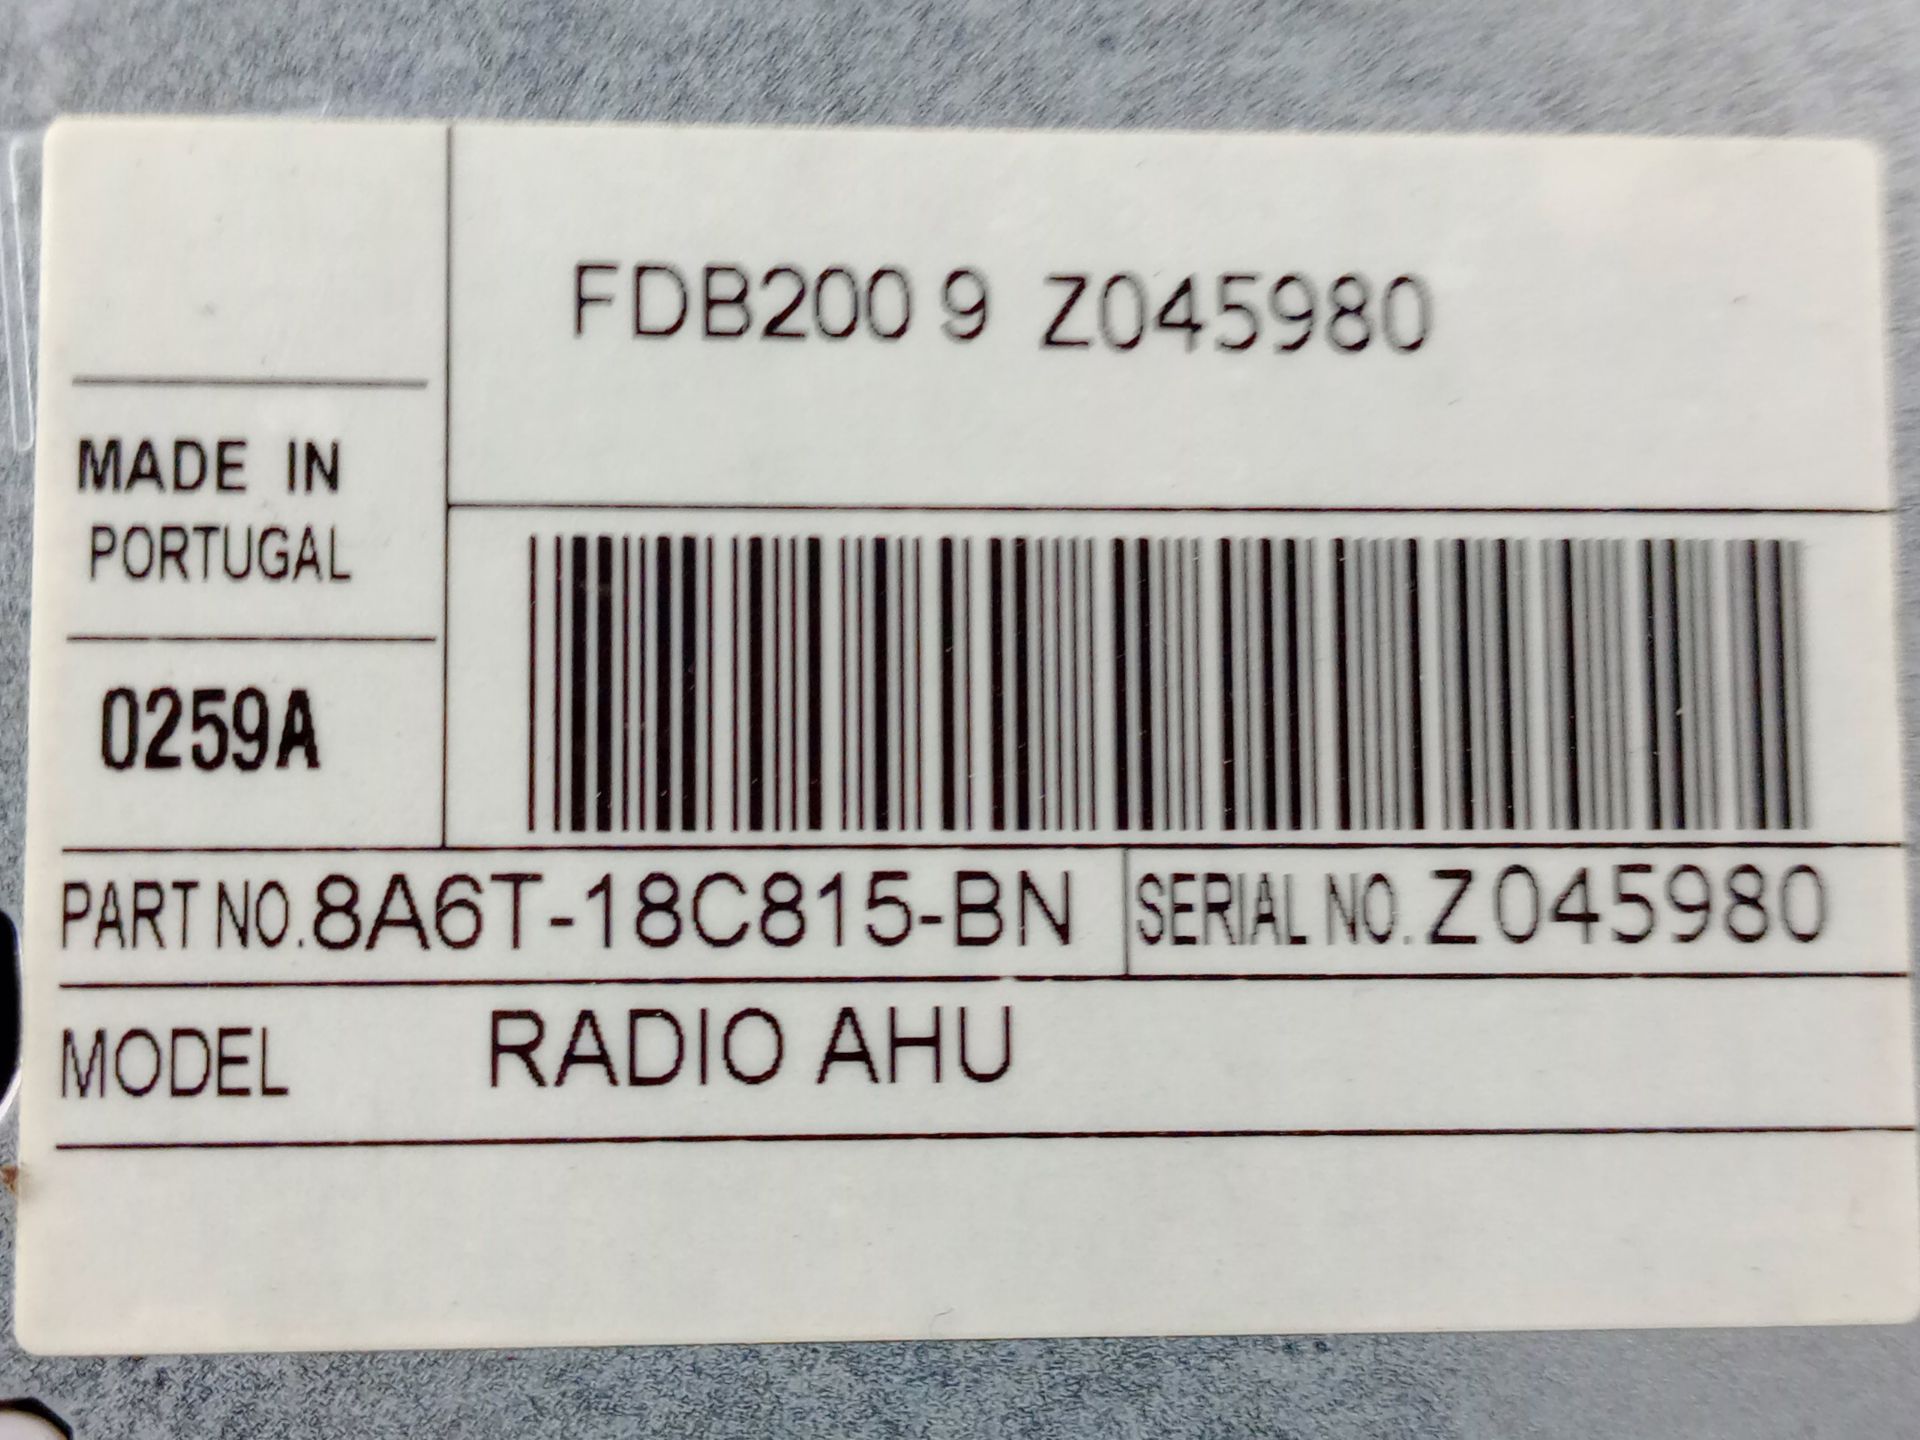 FDB200 9 Z045980
MADE IN
PORTUGAL
0259A
PART NO. 8A6T-18C815-BN SERIAL NO. Z045980
MODEL RADIO AHU